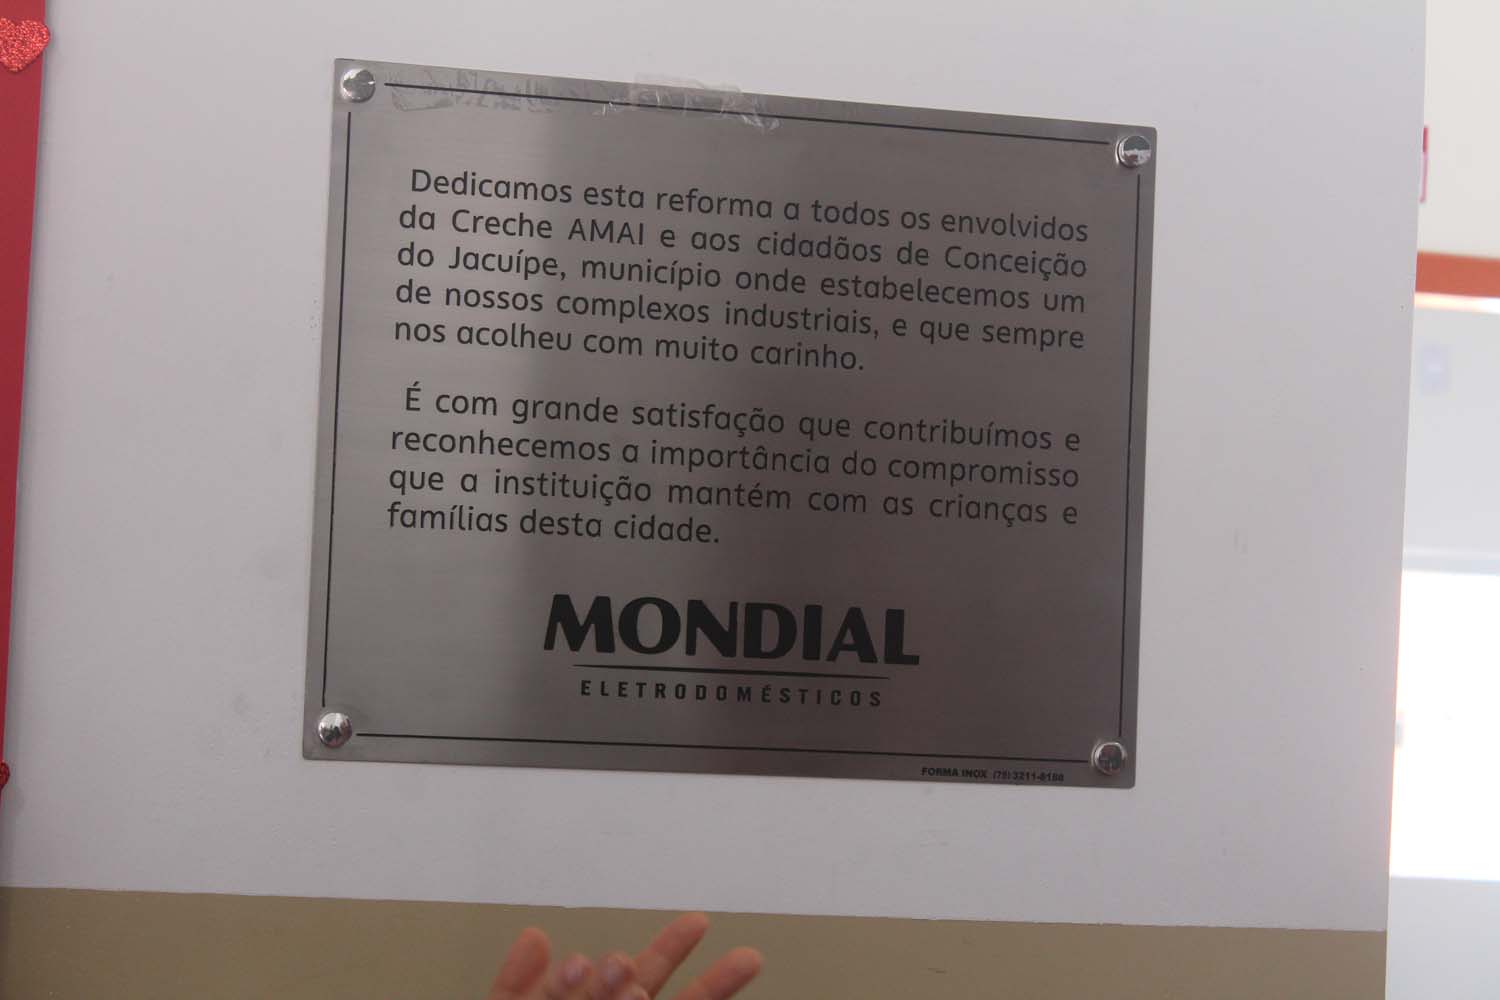 Dedicamos esta reforma a todos os envolvidos
da Creche AMAI e aos cidadãos de Conceição
do Jacuípe, município onde estabelecemos um
de nossos complexos industriais, e que sempre
nos acolheu com muito carinho.
É com grande satisfação que contribuímos e
reconhecemos a importância do compromisso
que a instituição mantém com as crianças e
famílias desta cidade.
MONDIAL
ELETRODOMÉSTICOS
FORMA INOX